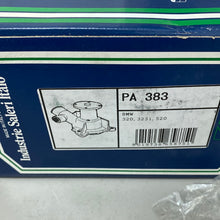 Industrie Saleri Italo
PA 383
BMW
320, 323i, 520